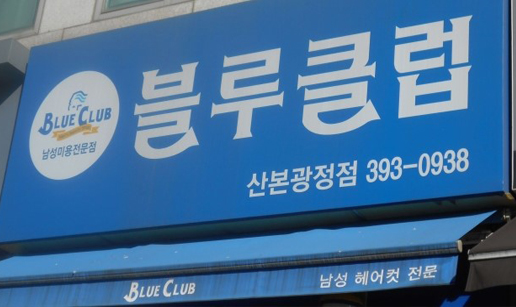 BLUE CLUB
남성미용전문점
블루클럽
산본광정점 393-0938
BLUE CLUB 남성 헤어컷 전문